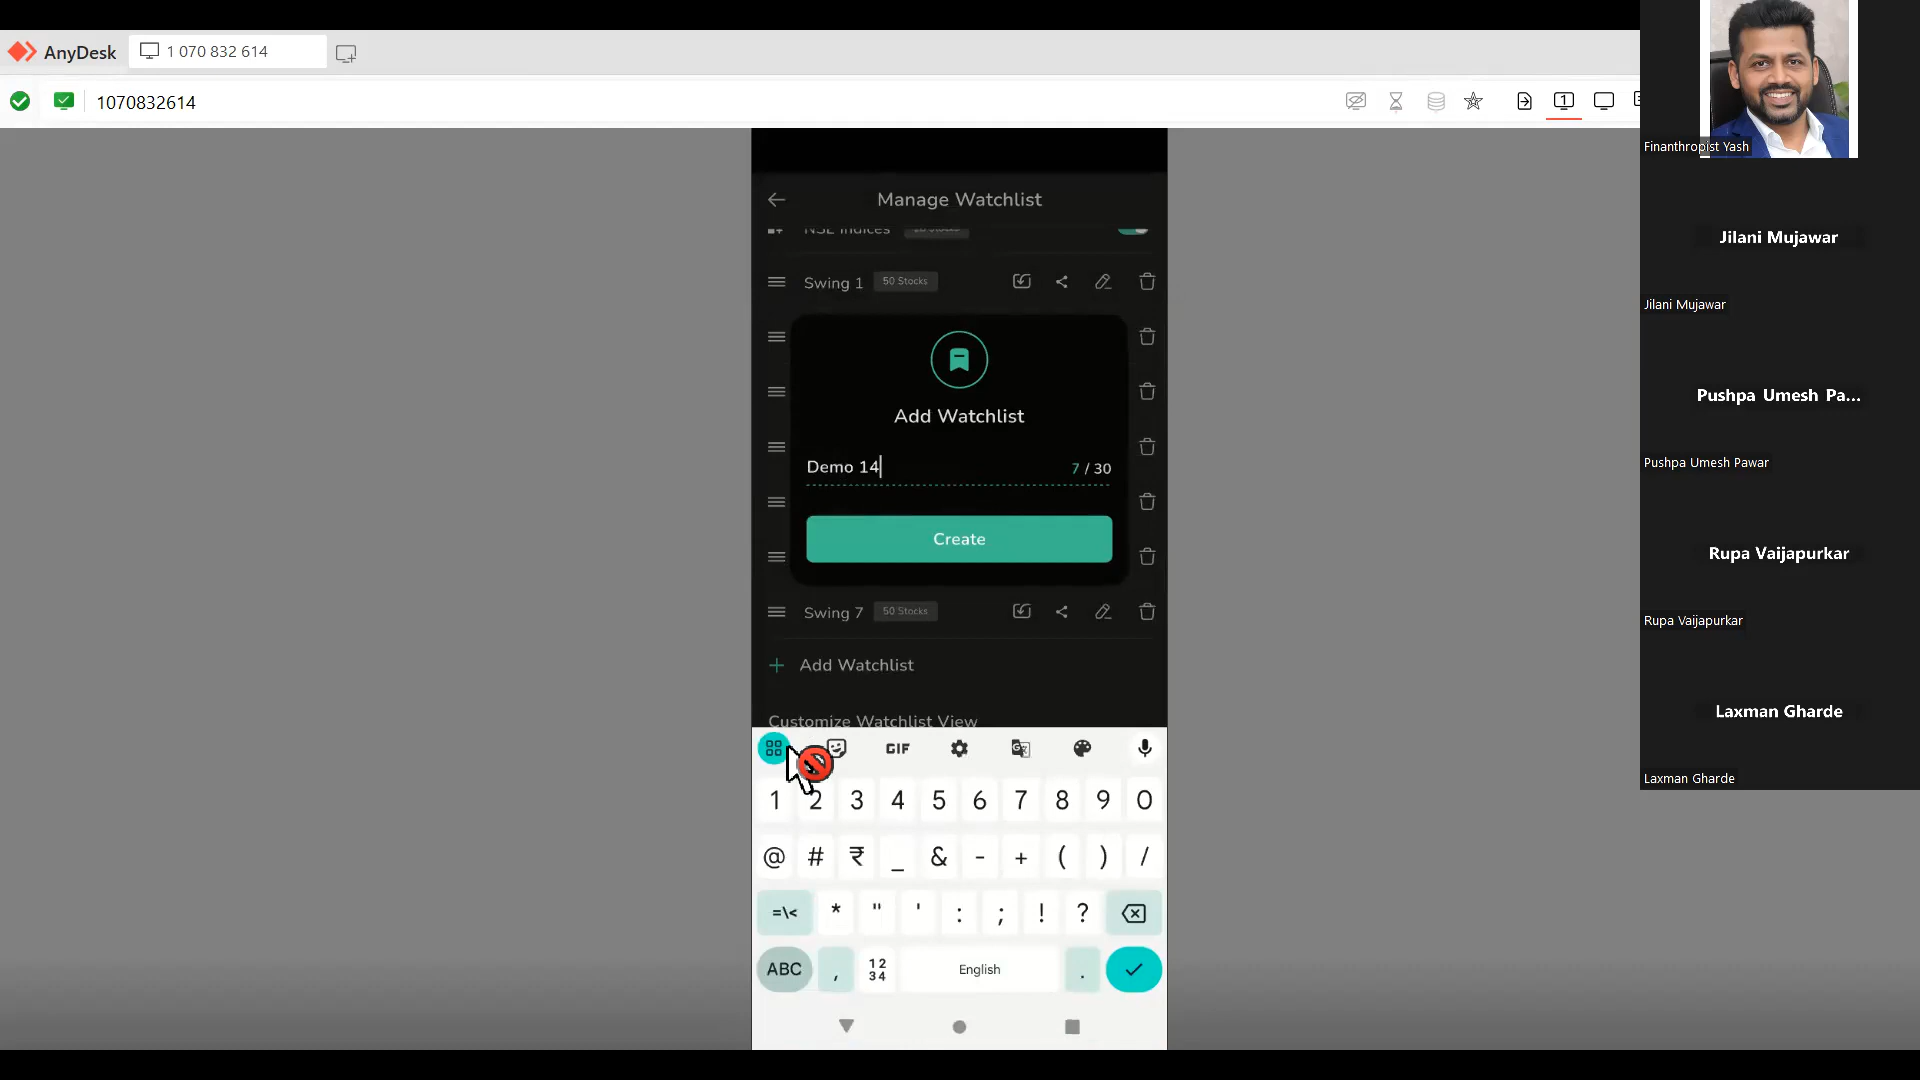 AnyDesk
1 070 832 614
1070832614
Finanthropist Yash
Manage Watchlist
NSE Indices
Swing 1
50 Stocks
Add Watchlist
Demo 14
7 / 30
Create
Swing 7
50 Stocks
Add Watchlist
Customize Watchlist View
GIF
1 2 3 4 5 6 7 8 9 0
@ # ₹ _ & - + ( ) /
=\< * " ' : ; ! ?
ABC , 12 34 English .
Jilani Mujawar
Jilani Mujawar
Pushpa Umesh Pa...
Pushpa Umesh Pawar
Rupa Vaijapurkar
Rupa Vaijapurkar
Laxman Gharde
Laxman Gharde